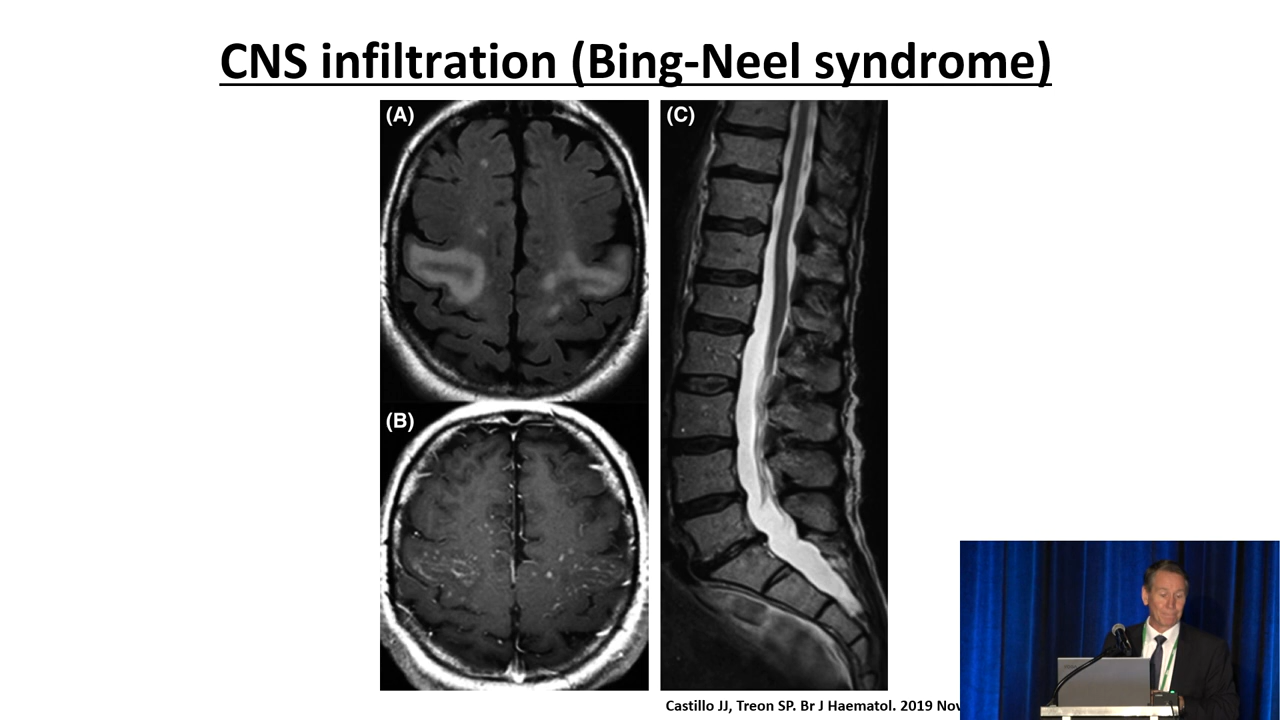 CNS infiltration (Bing-Neel syndrome)
(A)
(C)
(B)
Castillo JJ, Treon SP. Br J Haematol. 2019 Nov